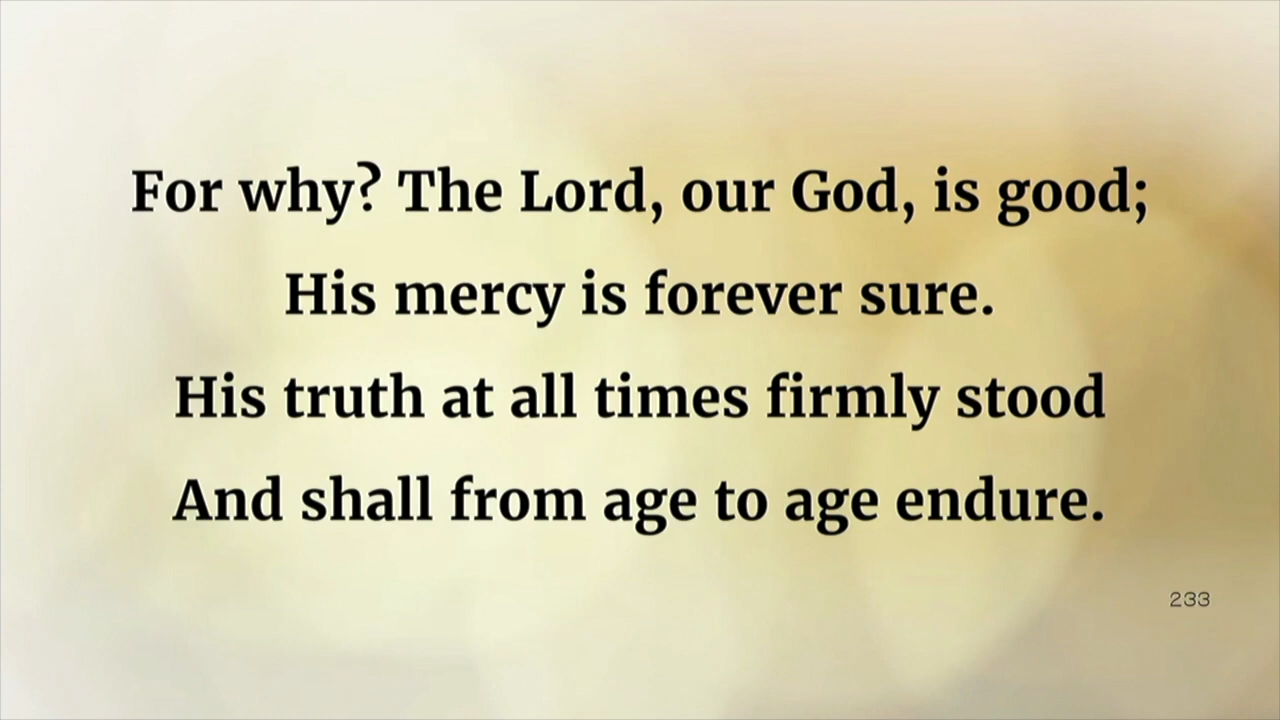 For why? The Lord, our God, is good;
His mercy is forever sure.
His truth at all times firmly stood
And shall from age to age endure.
233